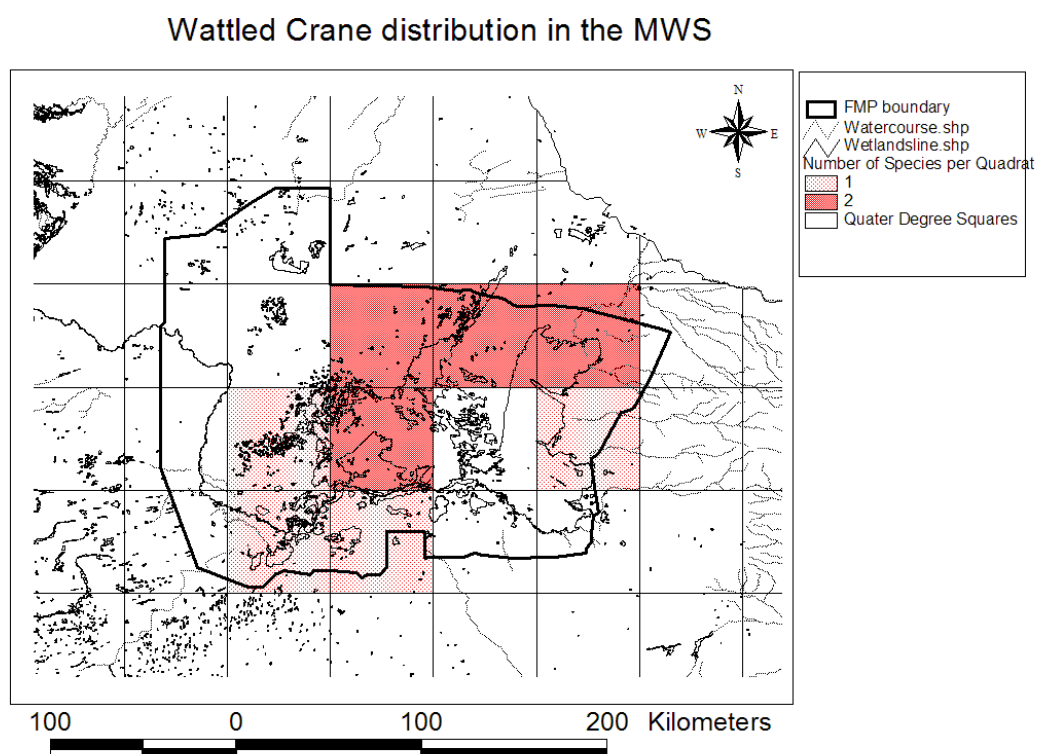 Wattled Crane distribution in the MWS
N
W E
S
FMP boundary
Watercourse.shp
Wetlandsline.shp
Number of Species per Quadrat
1
2
Quater Degree Squares
100 0 100 200 Kilometers